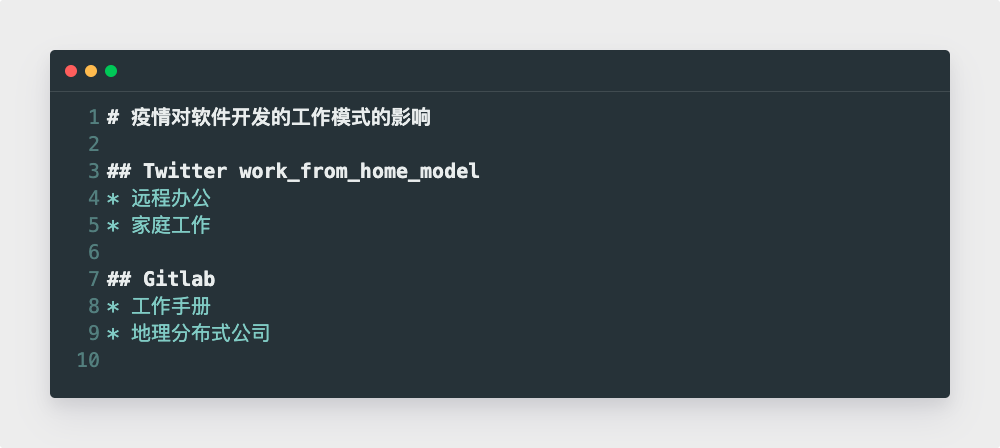 1 # 疫情对软件开发的工作模式的影响
2
3 ## Twitter work_from_home_model
4 * 远程办公
5 * 家庭工作
6
7 ## Gitlab
8 * 工作手册
9 * 地理分布式公司
10